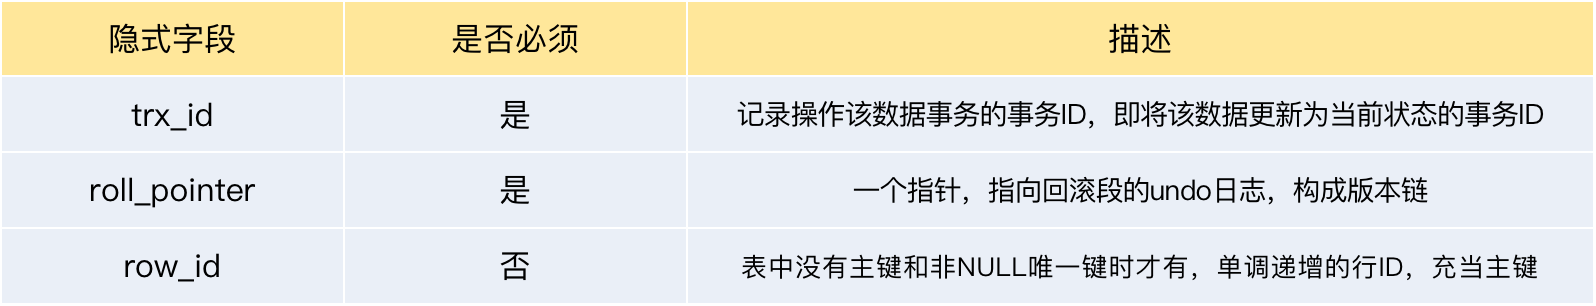 隐式字段 是否必须 描述
trx_id 是 记录操作该数据事务的事务ID，即将该数据更新为当前状态的事务ID
roll_pointer 是 一个指针，指向回滚段的undo日志，构成版本链
row_id 否 表中没有主键和非NULL唯一键时才有，单调递增的行ID，充当主键